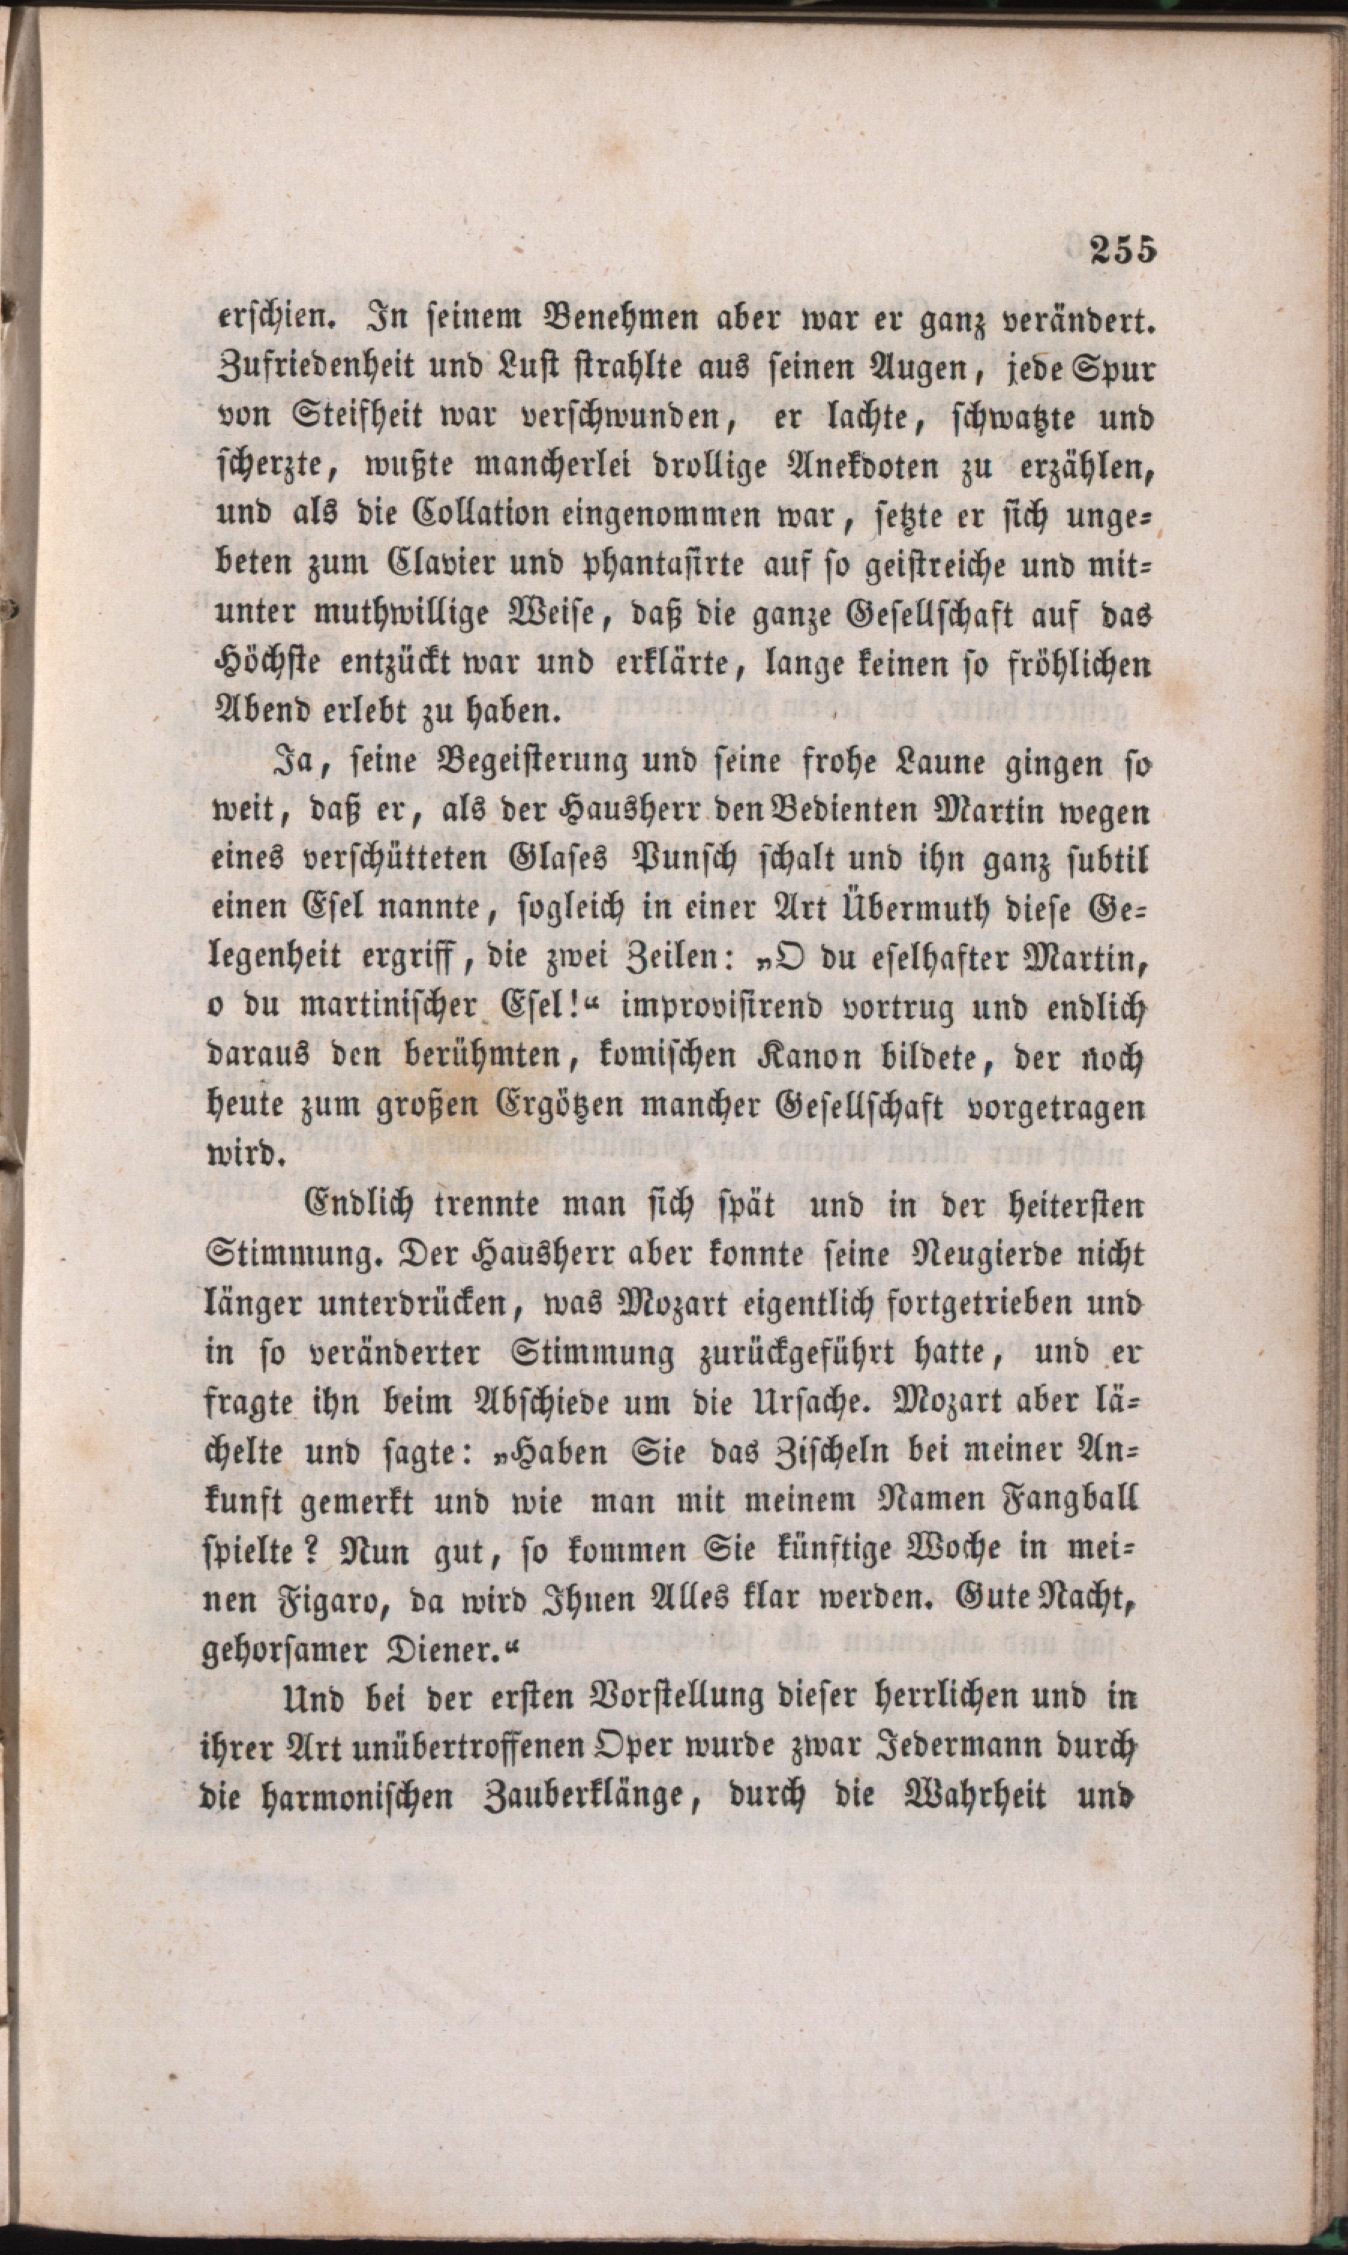 255
erschien. In seinem Benehmen aber war er ganz verändert.
Zufriedenheit und Lust strahlte aus seinen Augen, jede Spur
von Steifheit war verschwunden, er lachte, schwatzte und
scherzte, wußte mancherlei drollige Anekdoten zu erzählen,
und als die Collation eingenommen war, setzte er sich unge-
beten zum Clavier und phantasirte auf so geistreiche und mit-
unter muthwillige Weise, daß die ganze Gesellschaft auf das
Höchste entzückt war und erklärte, lange keinen so fröhlichen
Abend erlebt zu haben.
Ja, seine Begeisterung und seine frohe Laune gingen so
weit, daß er, als der Hausherr den Bedienten Martin wegen
eines verschütteten Glases Punsch schalt und ihn ganz subtil
einen Esel nannte, sogleich in einer Art Übermuth diese Ge-
legenheit ergriff, die zwei Zeilen: „O du eselhafter Martin,
o du martinischer Esel!“ improvisirend vortrug und endlich
daraus den berühmten, komischen Kanon bildete, der noch
heute zum großen Ergötzen mancher Gesellschaft vorgetragen
wird.
Endlich trennte man sich spät und in der heitersten
Stimmung. Der Hausherr aber konnte seine Neugierde nicht
länger unterdrücken, was Mozart eigentlich fortgetrieben und
in so veränderter Stimmung zurückgeführt hatte, und er
fragte ihn beim Abschiede um die Ursache. Mozart aber lä-
chelte und sagte: „Haben Sie das Zischeln bei meiner An-
kunft gemerkt und wie man mit meinem Namen Fangball
spielte? Nun gut, so kommen Sie künftige Woche in mei-
nen Figaro, da wird Ihnen Alles klar werden. Gute Nacht,
gehorsamer Diener.“
Und bei der ersten Vorstellung dieser herrlichen und in
ihrer Art unübertroffenen Oper wurde zwar Jedermann durch
die harmonischen Zauberklänge, durch die Wahrheit und